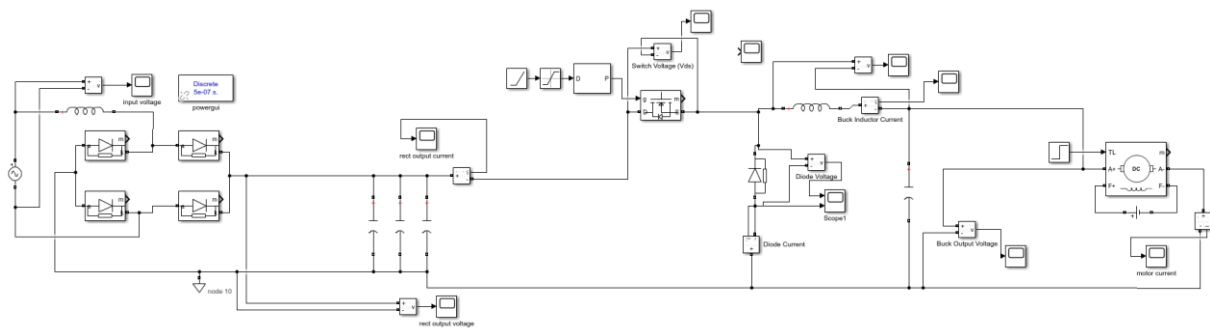 Switch Voltage (Vds)
Discrete
5e-07 s.
powergui
input voltage
D
P
g
m
D
S
Buck Inductor Current
rect output current
Diode Voltage
Scope1
Diode Current
TL
m
A+
DC
A-
F+
F-
Buck Output Voltage
motor current
node 10
rect output voltage